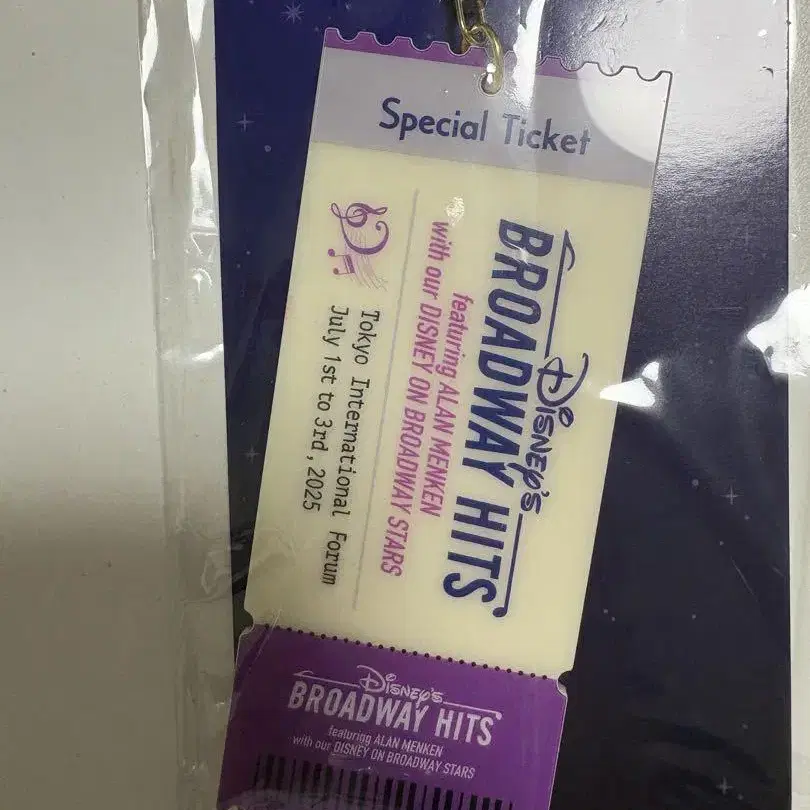 Special Ticket
DISNEY'S
BROADWAY HITS
featuring ALAN MENKEN
with our DISNEY ON BROADWAY STARS
Tokyo International Forum
July 1st to 3rd, 2025
DISNEY'S
BROADWAY HITS
featuring ALAN MENKEN
with our DISNEY ON BROADWAY STARS